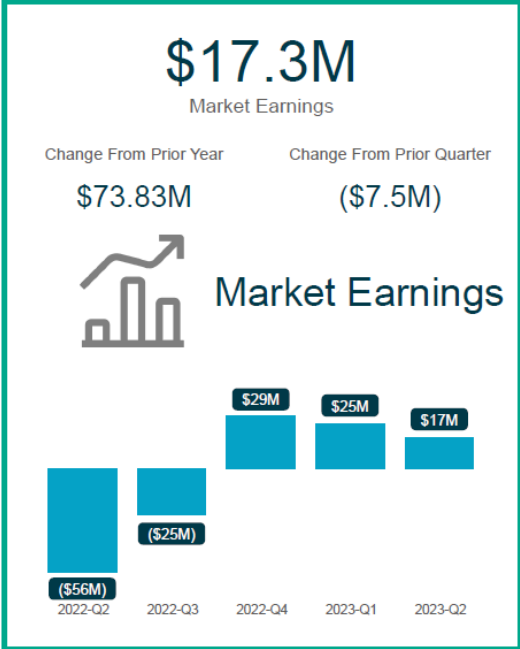 $17.3M
Market Earnings
Change From Prior Year Change From Prior Quarter
$73.83M ($7.5M)
Market Earnings
$29M $25M $17M
($25M)
($56M)
2022-Q2 2022-Q3 2022-Q4 2023-Q1 2023-Q2